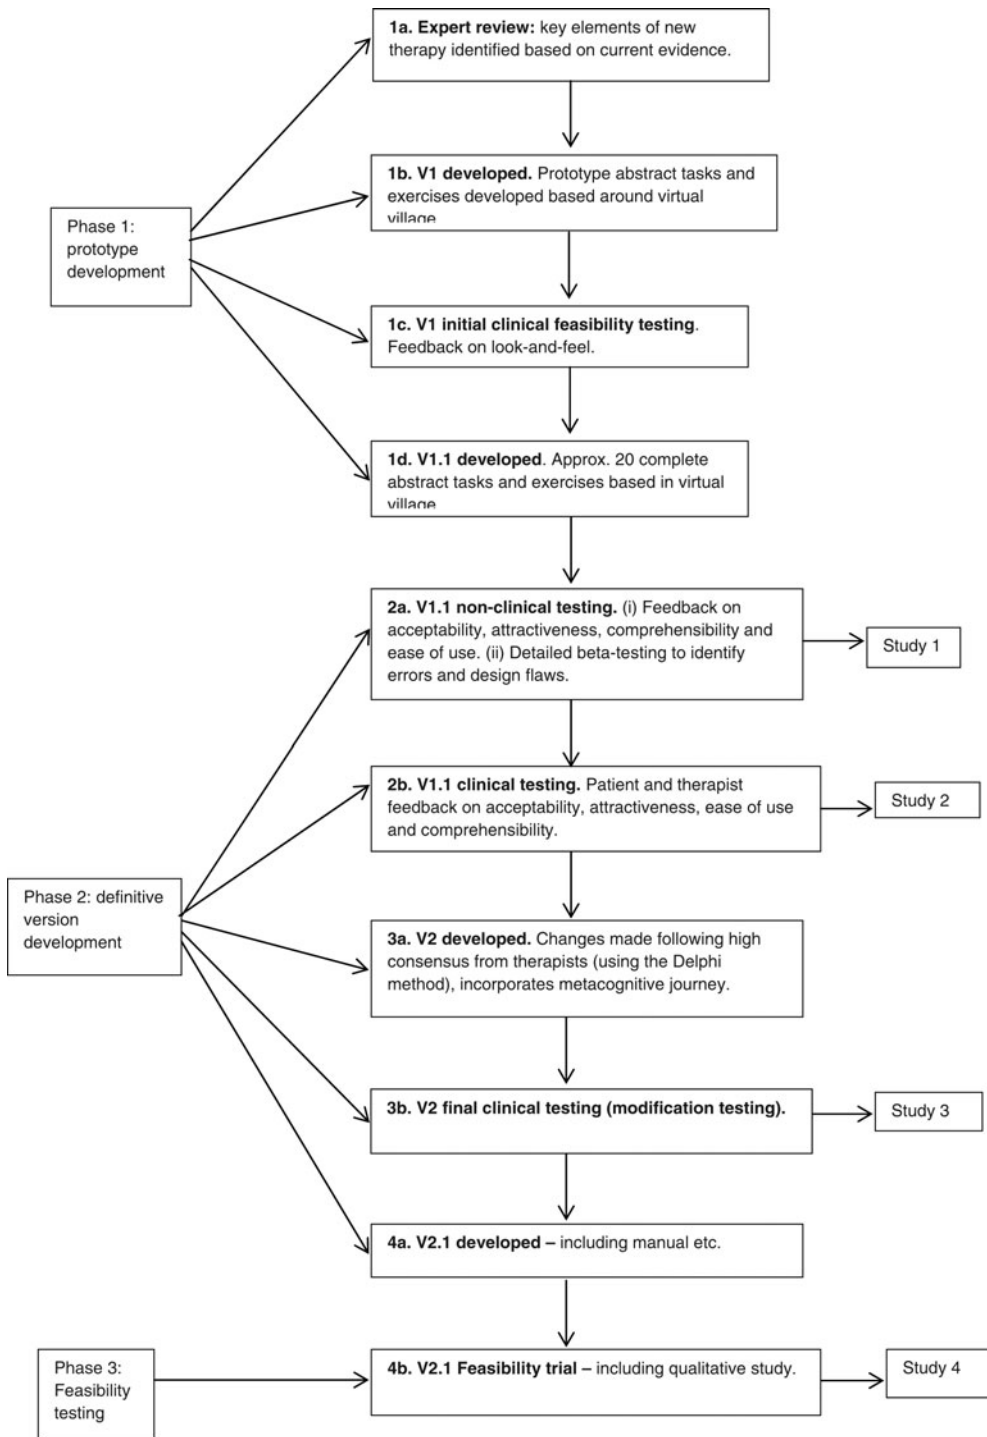 1a. Expert review: key elements of new
therapy identified based on current evidence.
1b. V1 developed. Prototype abstract tasks and
exercises developed based around virtual
village
Phase 1:
prototype
development
1c. V1 initial clinical feasibility testing.
Feedback on look-and-feel.
1d. V1.1 developed. Approx. 20 complete
abstract tasks and exercises based in virtual
village
2a. V1.1 non-clinical testing. (i) Feedback on
acceptability, attractiveness, comprehensibility and
ease of use. (ii) Detailed beta-testing to identify
errors and design flaws.
Study 1
2b. V1.1 clinical testing. Patient and therapist
feedback on acceptability, attractiveness, ease of use
and comprehensibility.
Study 2
Phase 2: definitive
version
development
3a. V2 developed. Changes made following high
consensus from therapists (using the Delphi
method), incorporates metacognitive journey.
3b. V2 final clinical testing (modification testing).
Study 3
4a. V2.1 developed – including manual etc.
Phase 3:
Feasibility
testing
4b. V2.1 Feasibility trial – including qualitative study.
Study 4